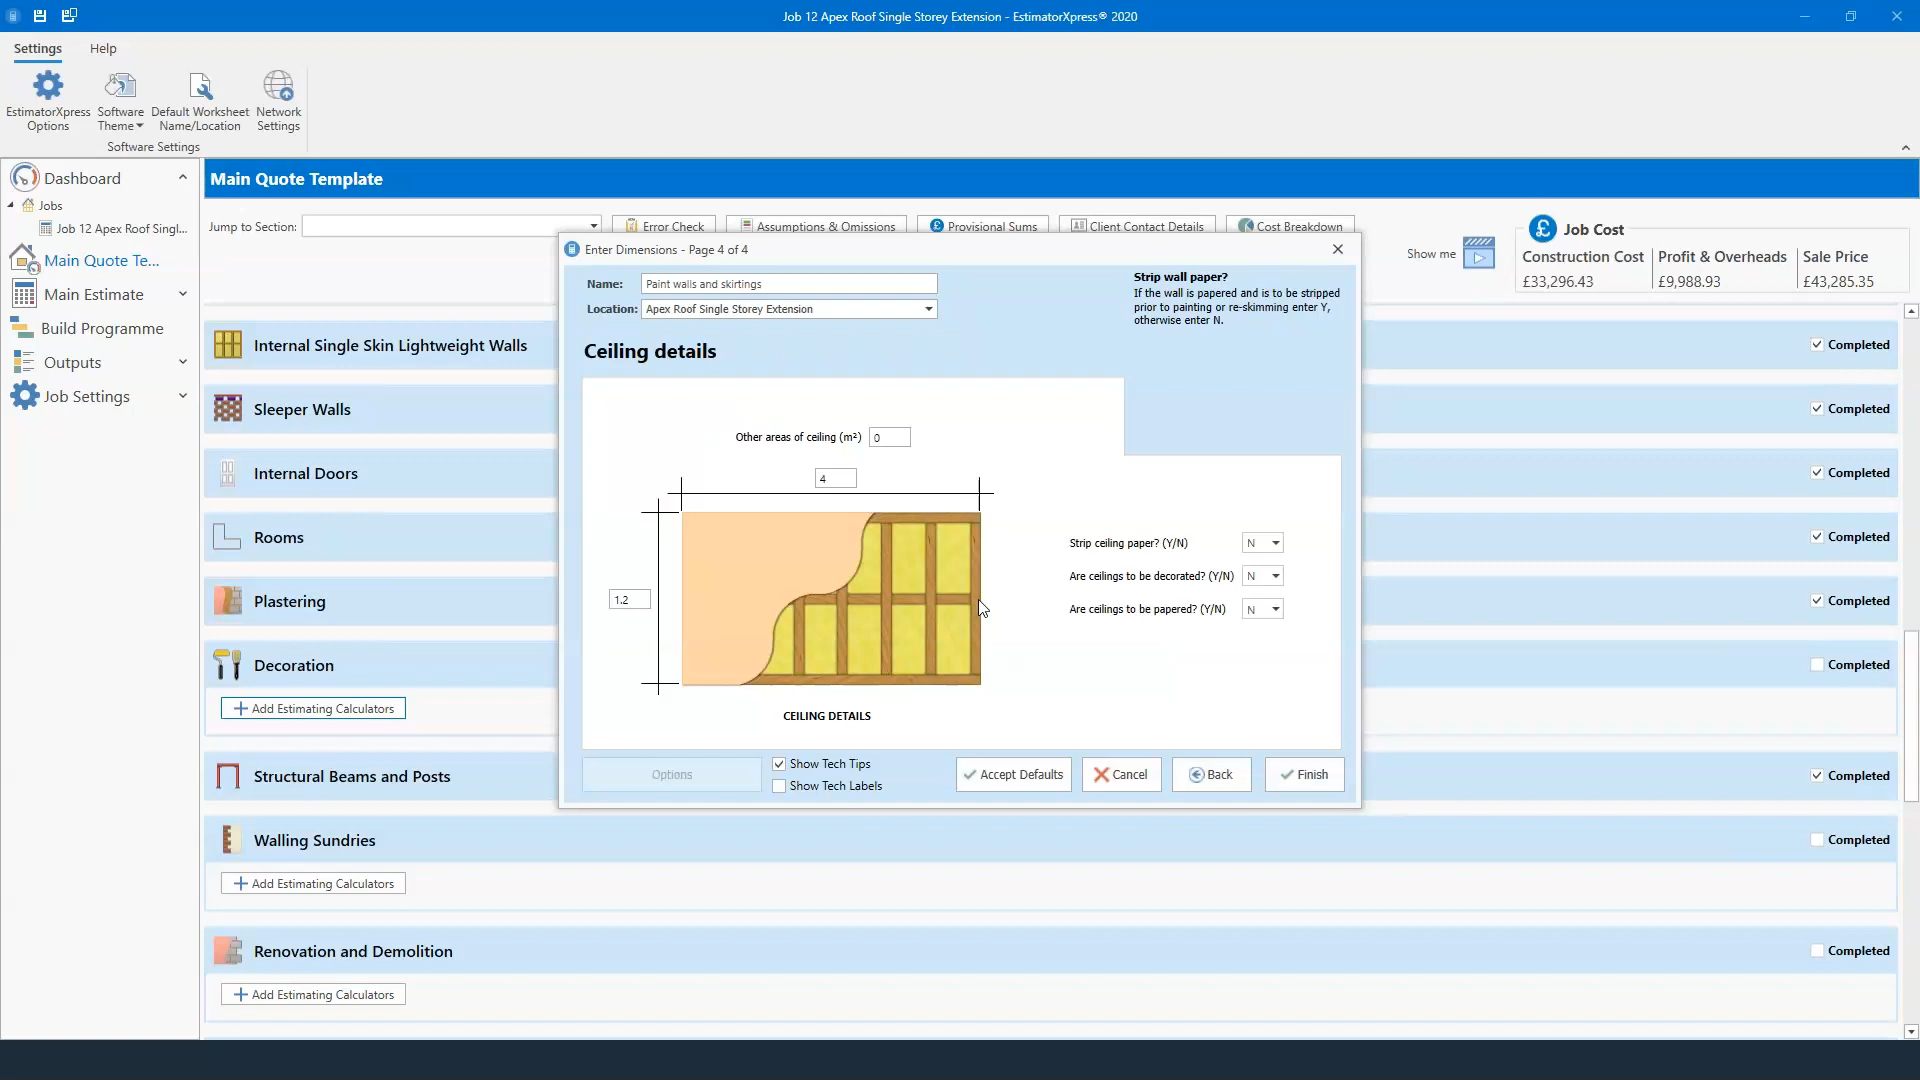 Job 12 Apex Roof Single Storey Extension - EstimatorXpress® 2020
Settings
Help
EstimatorXpress Options
Software Theme
Default Worksheet Name/Location
Network Settings
Software Settings
Dashboard
Jobs
Job 12 Apex Roof Singl...
Main Quote Te...
Main Estimate
Build Programme
Outputs
Job Settings
Main Quote Template
Jump to Section:
Error Check
Assumptions & Omissions
Provisional Sums
Client Contact Details
Cost Breakdown
Show me
Job Cost
Construction Cost
Profit & Overheads
Sale Price
£33,296.43
£9,988.93
£43,285.35
Internal Single Skin Lightweight Walls
Completed
Sleeper Walls
Completed
Internal Doors
Completed
Rooms
Completed
Plastering
Completed
Decoration
Completed
Add Estimating Calculators
Structural Beams and Posts
Completed
Walling Sundries
Completed
Add Estimating Calculators
Renovation and Demolition
Completed
Add Estimating Calculators
Enter Dimensions - Page 4 of 4
Name:
Paint walls and skirtings
Location:
Apex Roof Single Storey Extension
Strip wall paper?
If the wall is papered and is to be stripped
prior to painting or re-skimming enter Y,
otherwise enter N.
Ceiling details
Other areas of ceiling (m²)
0
4
1.2
Strip ceiling paper? (Y/N)
N
Are ceilings to be decorated? (Y/N)
N
Are ceilings to be papered? (Y/N)
N
CEILING DETAILS
Options
Show Tech Tips
Show Tech Labels
Accept Defaults
Cancel
Back
Finish